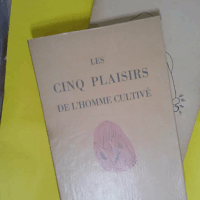 LES
CINQ PLAISIRS
DE L'HOMME CULTIVÉ